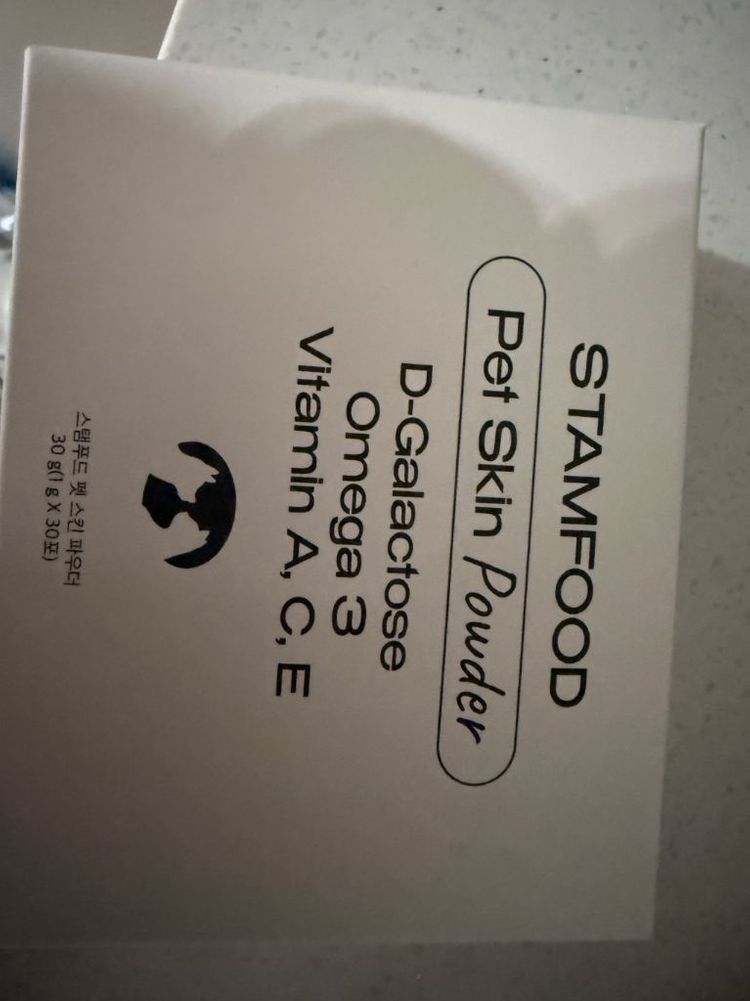 STAMFOOD
Pet Skin Powder
D-Galactose
Omega 3
Vitamin A, C, E
스탬푸드 펫 스킨 파우더
30 g(1 g X 30포)